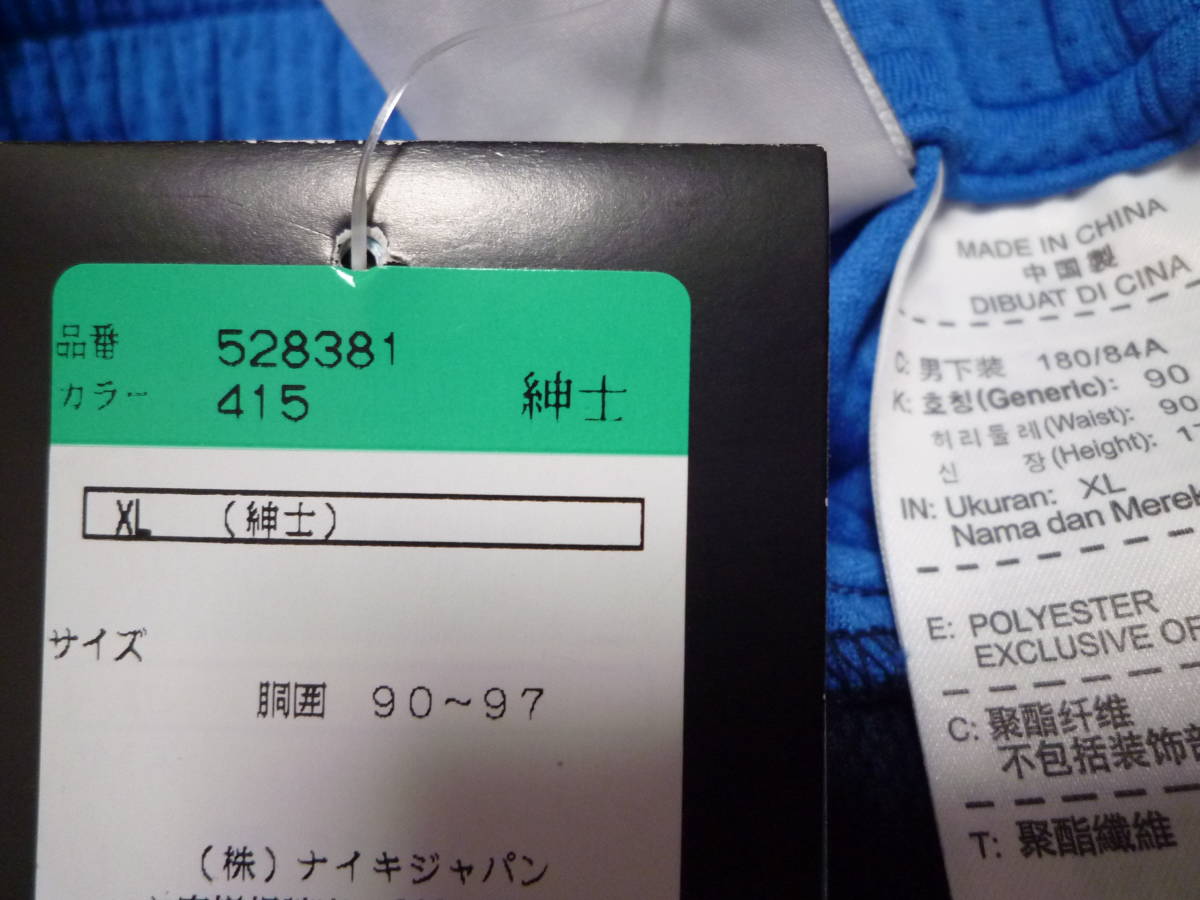 品番 528381
カラー 415 紳士
XL (紳士)
サイズ
胴囲 90~97
(株)ナイキジャパン
MADE IN CHINA
中国製
DIBUAT DI CINA
C: 男下装 180/84A
K: 호칭(Generic): 90
허리둘레(Waist): 90
신 장(Height): 17
IN: Ukuran: XL
Nama dan Merek
E: POLYESTER
EXCLUSIVE OF
C: 聚酯纤维
不包括装饰部
T: 聚酯纖維